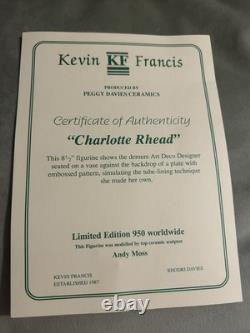 Kevin KF Francis
PRODUCED BY
PEGGY DAVIES CERAMICS
Certificate of Authenticity
"Charlotte Rhead"
This 8½" figurine shows the demure Art Deco Designer
seated on a vase against the backdrop of a plate with
embossed pattern, simulating the tube-lining technique
she made her own.
Limited Edition 950 worldwide
This Figurine was modelled by top ceramic sculptor
Andy Moss
KEVIN FRANCIS
ESTABLISHED 1987
RHODRI DAVIES